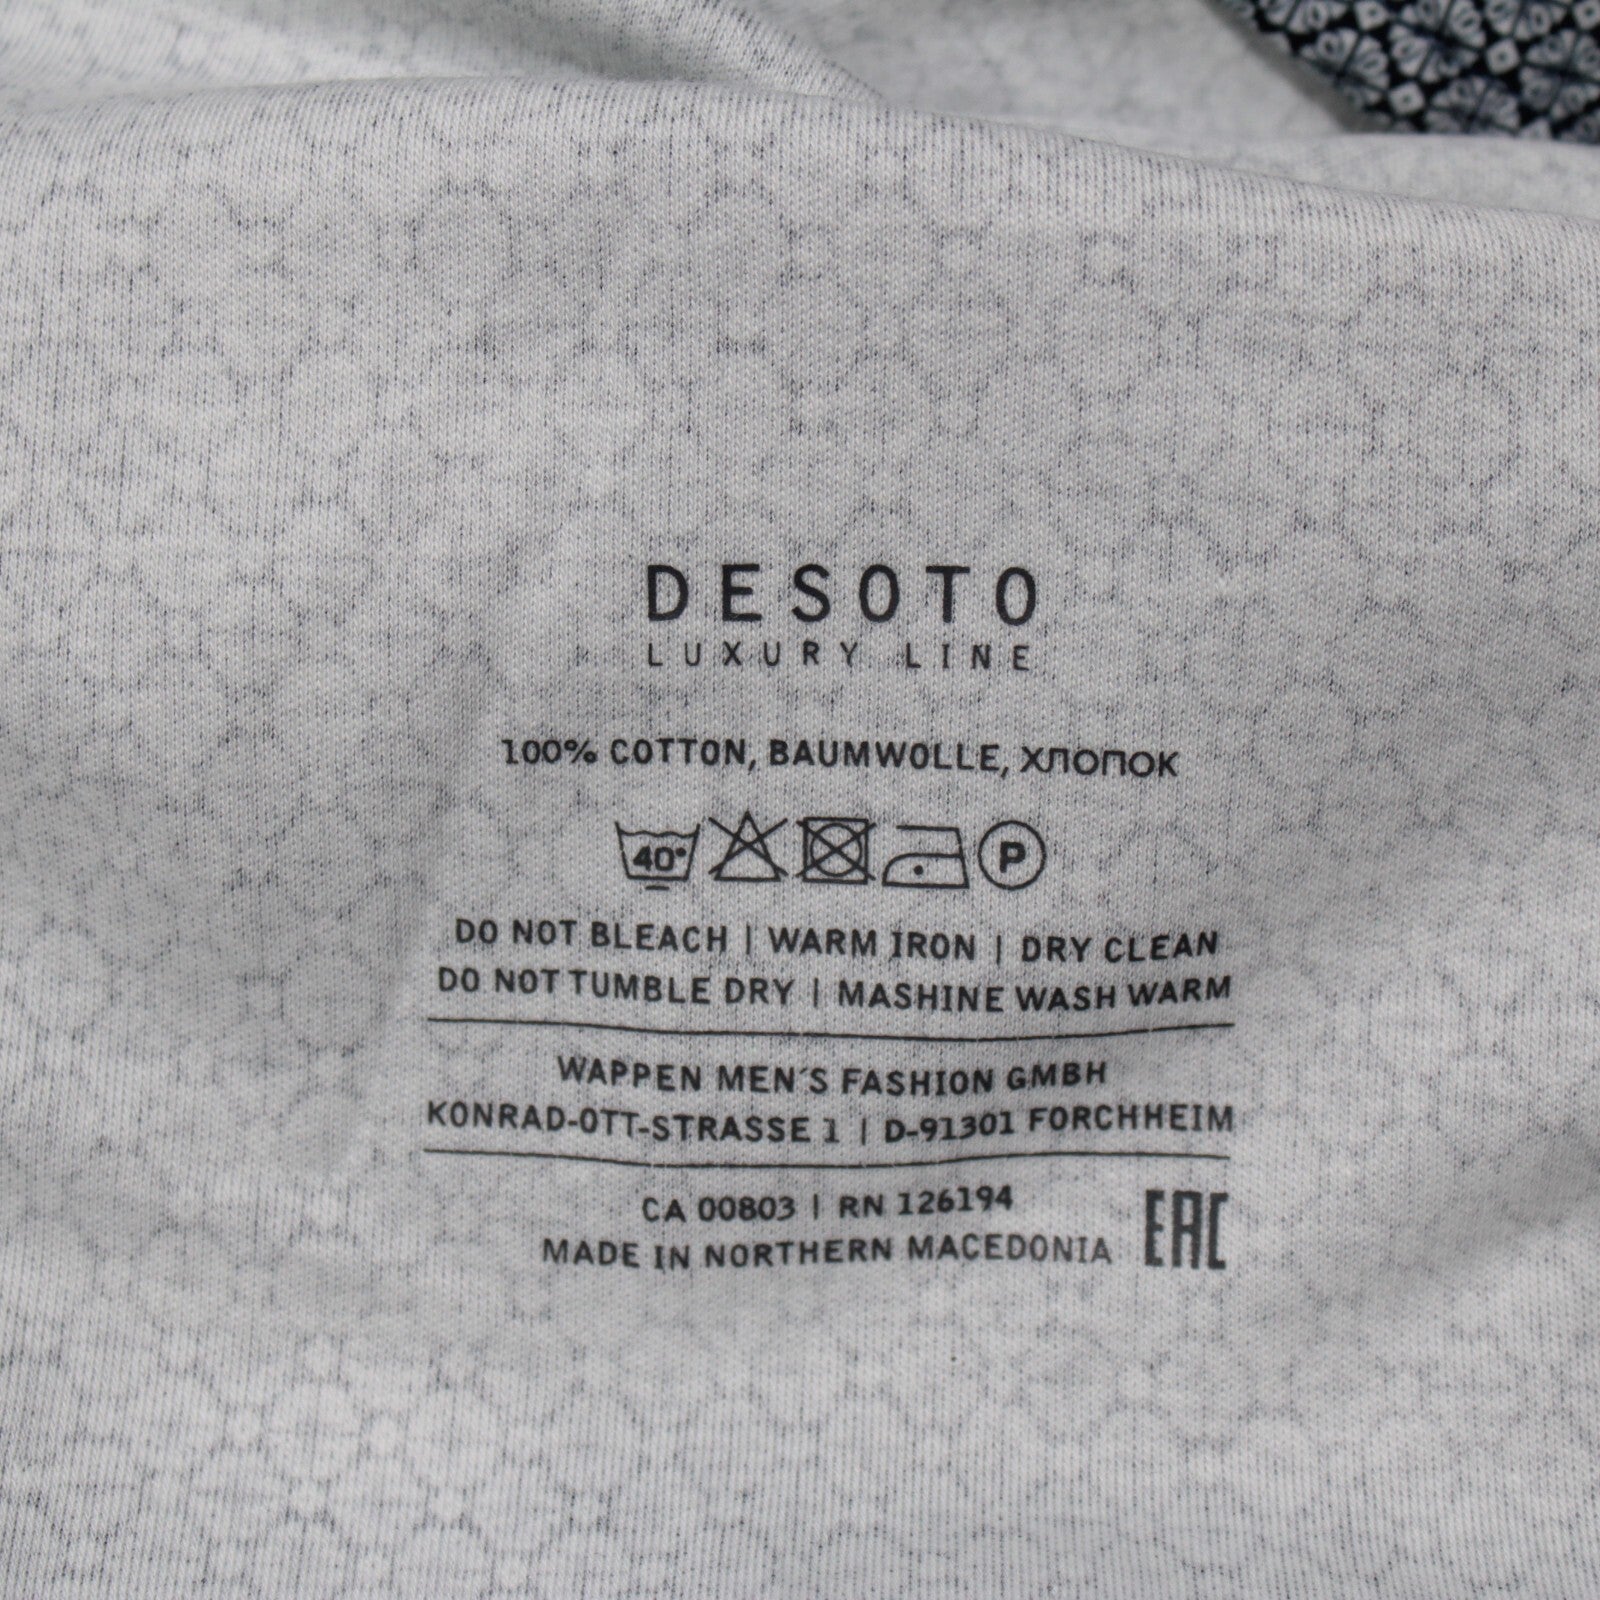 DESOTO
LUXURY LINE
100% COTTON, BAUMWOLLE, ХЛОПОК
40° P
DO NOT BLEACH | WARM IRON | DRY CLEAN
DO NOT TUMBLE DRY | MASHINE WASH WARM
WAPPEN MEN´S FASHION GMBH
KONRAD-OTT-STRASSE 1 | D-91301 FORCHHEIM
CA 00803 | RN 126194
MADE IN NORTHERN MACEDONIA EAC